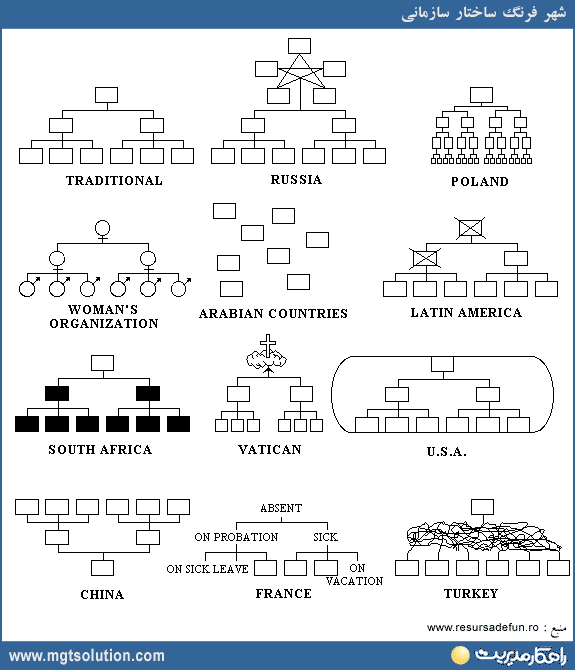 شهر فرنگ ساختار سازمانی
TRADITIONAL
RUSSIA
POLAND
WOMAN'S
ORGANIZATION
ARABIAN COUNTRIES
LATIN AMERICA
SOUTH AFRICA
VATICAN
U.S.A.
CHINA
ABSENT
ON PROBATION
SICK
ON SICK LEAVE
ON
VACATION
FRANCE
TURKEY
منبع : www.resursadefun.ro
www.mgtsolution.com
راهکار مدیریت